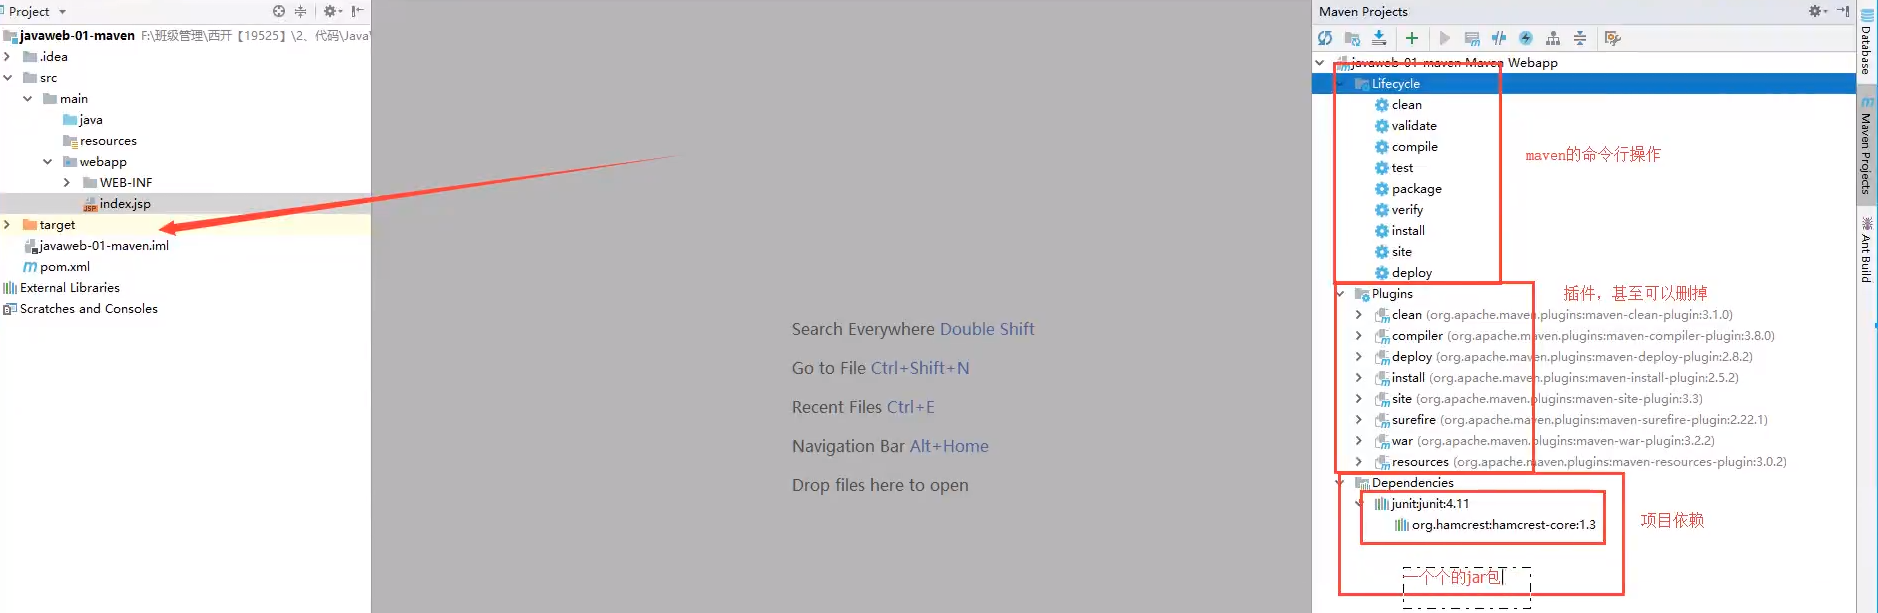 Project
javaweb-01-maven F:\班级管理\西开【19525】\2、代码\JavaW
.idea
src
main
java
resources
webapp
WEB-INF
index.jsp
target
javaweb-01-maven.iml
pom.xml
External Libraries
Scratches and Consoles
Search Everywhere Double Shift
Go to File Ctrl+Shift+N
Recent Files Ctrl+E
Navigation Bar Alt+Home
Drop files here to open
Maven Projects
javaweb-01-maven Maven Webapp
Lifecycle
clean
validate
compile
maven的命令行操作
test
package
verify
install
site
deploy
Plugins
插件，甚至可以删掉
clean (org.apache.maven.plugins:maven-clean-plugin:3.1.0)
compiler (org.apache.maven.plugins:maven-compiler-plugin:3.8.0)
deploy (org.apache.maven.plugins:maven-deploy-plugin:2.8.2)
install (org.apache.maven.plugins:maven-install-plugin:2.5.2)
site (org.apache.maven.plugins:maven-site-plugin:3.3)
surefire (org.apache.maven.plugins:maven-surefire-plugin:2.22.1)
war (org.apache.maven.plugins:maven-war-plugin:3.2.2)
resources (org.apache.maven.plugins:maven-resources-plugin:3.0.2)
Dependencies
junit:junit:4.11
org.hamcrest:hamcrest-core:1.3
项目依赖
一个个的jar包
Database
Maven Projects
Ant Build